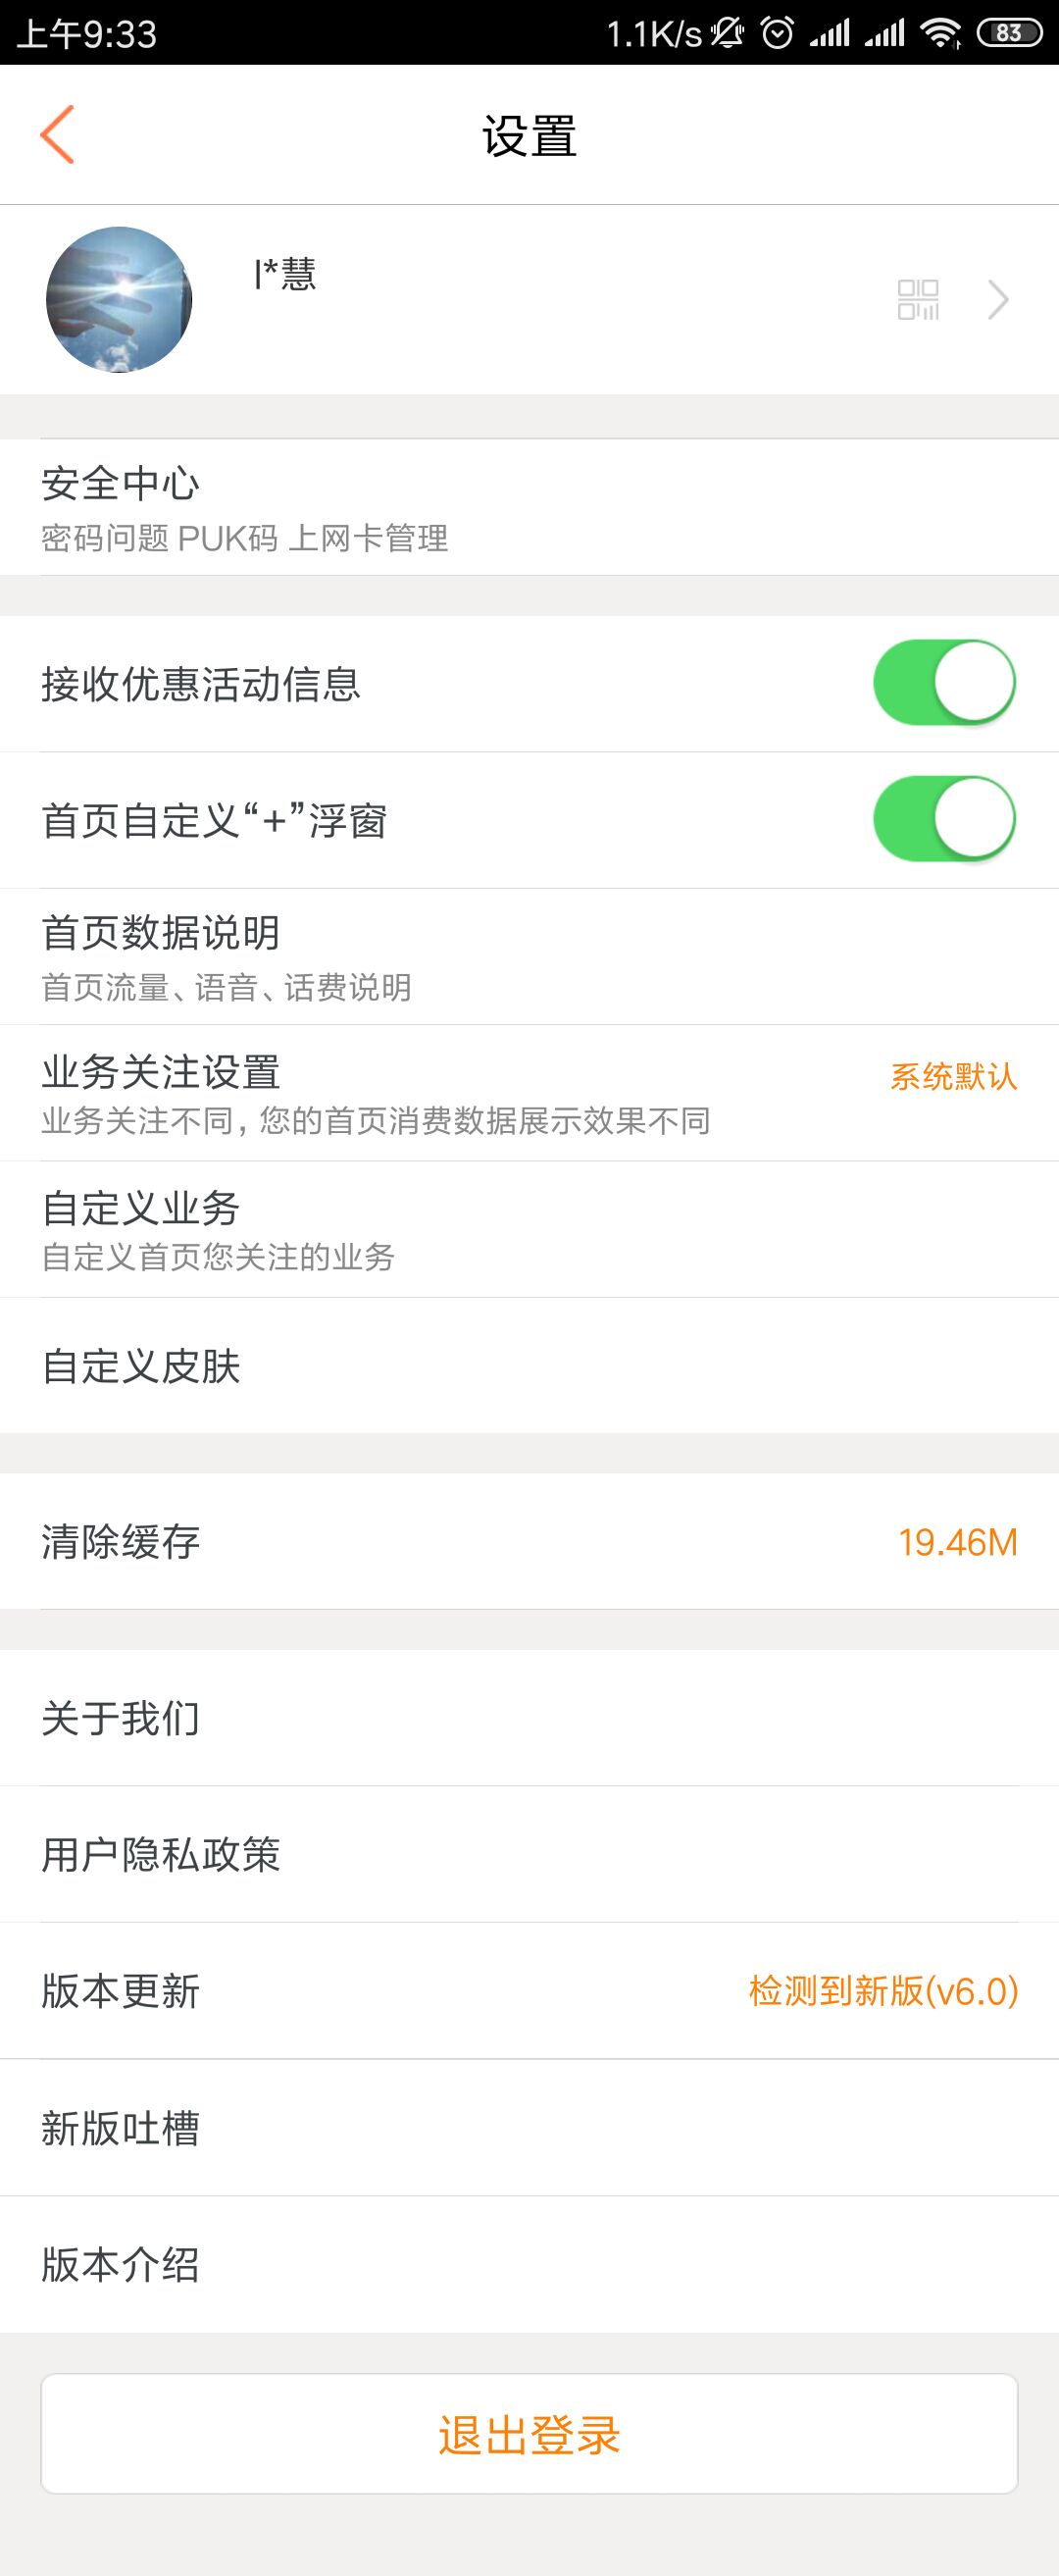 上午9:33 1.1K/s 83
设置
l*慧
安全中心
密码问题 PUK码 上网卡管理
接收优惠活动信息
首页自定义“+”浮窗
首页数据说明
首页流量、语音、话费说明
业务关注设置 系统默认
业务关注不同，您的首页消费数据展示效果不同
自定义业务
自定义首页您关注的业务
自定义皮肤
清除缓存 19.46M
关于我们
用户隐私政策
版本更新 检测到新版(v6.0)
新版吐槽
版本介绍
退出登录